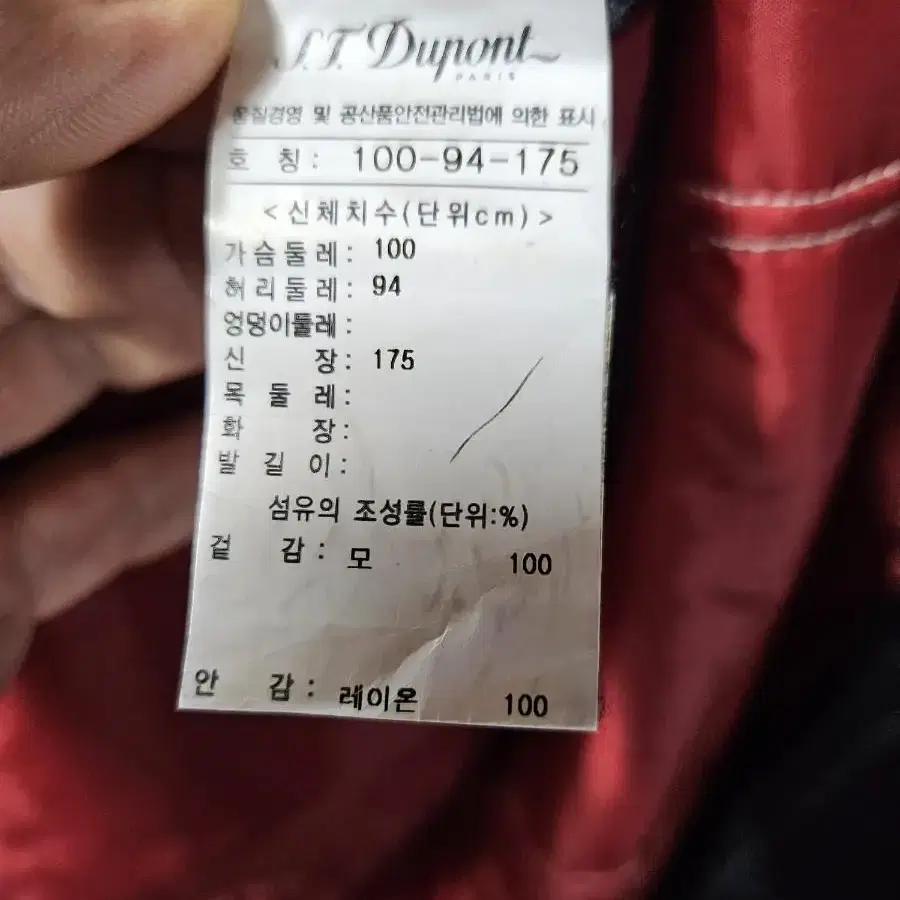 S.T. Dupont
PARIS
품질경영 및 공산품안전관리법에 의한 표시
호 칭 : 100-94-175
<신체치수(단위cm)>
가슴둘레 : 100
허리둘레 : 94
엉덩이둘레 :
신 장 : 175
목 둘 레 :
화 장 :
발 길 이 :
섬유의 조성률(단위:%)
겉 감 : 모 100
안 감 : 레이온 100